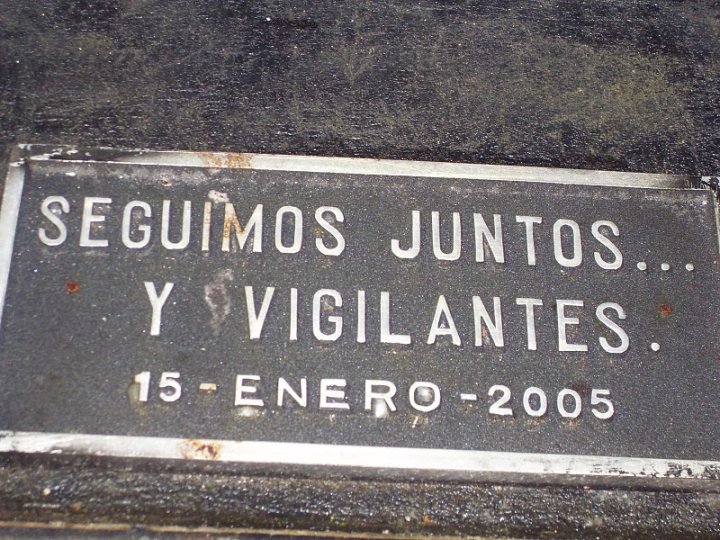 SEGUIMOS JUNTOS...
Y VIGILANTES.
15 - ENERO - 2005